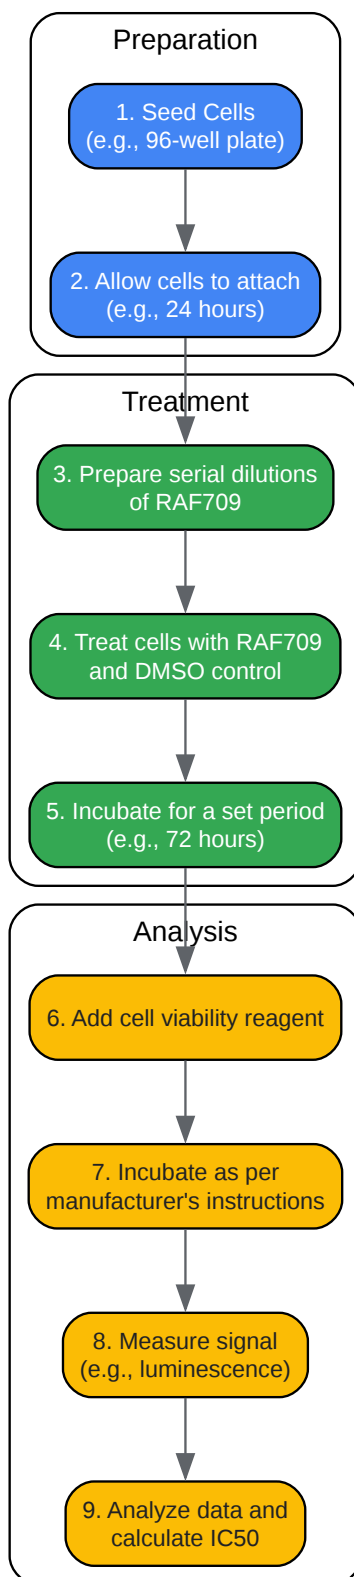 Preparation
1. Seed Cells
(e.g., 96-well plate)
2. Allow cells to attach
(e.g., 24 hours)
Treatment
3. Prepare serial dilutions
of RAF709
4. Treat cells with RAF709
and DMSO control
5. Incubate for a set period
(e.g., 72 hours)
Analysis
6. Add cell viability reagent
7. Incubate as per
manufacturer's instructions
8. Measure signal
(e.g., luminescence)
9. Analyze data and
calculate IC50